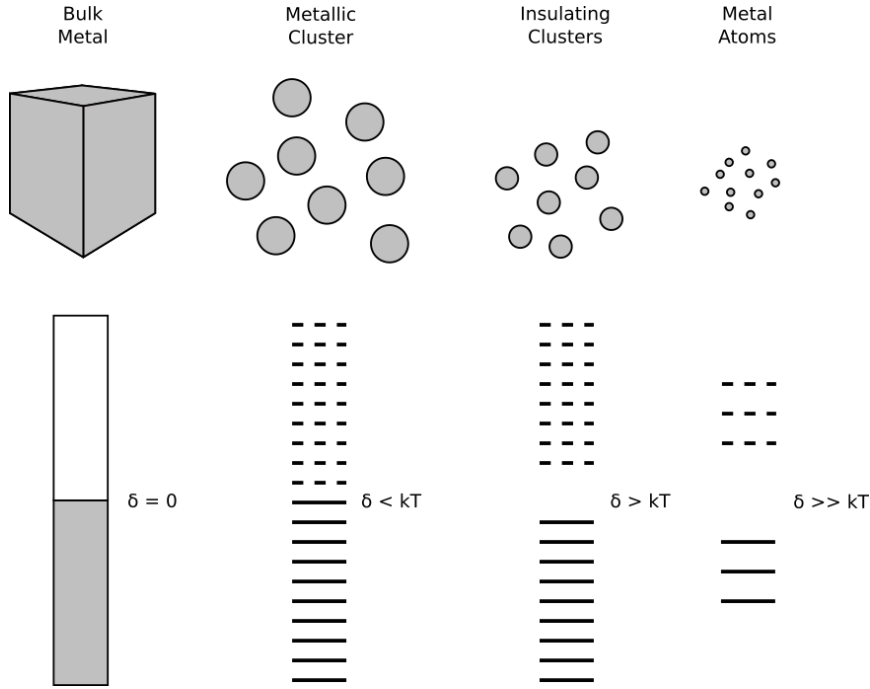 Bulk
Metal
Metallic
Cluster
Insulating
Clusters
Metal
Atoms
δ = 0
δ < kT
δ > kT
δ >> kT